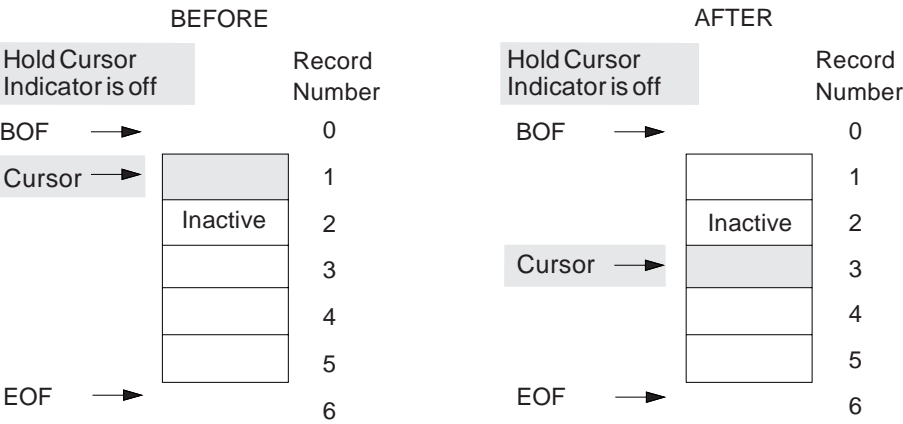 BEFORE
Hold Cursor
Indicator is off
Record
Number
BOF
0
Cursor
1
Inactive
2
3
4
5
EOF
6
AFTER
Hold Cursor
Indicator is off
Record
Number
BOF
0
1
Inactive
2
Cursor
3
4
5
EOF
6